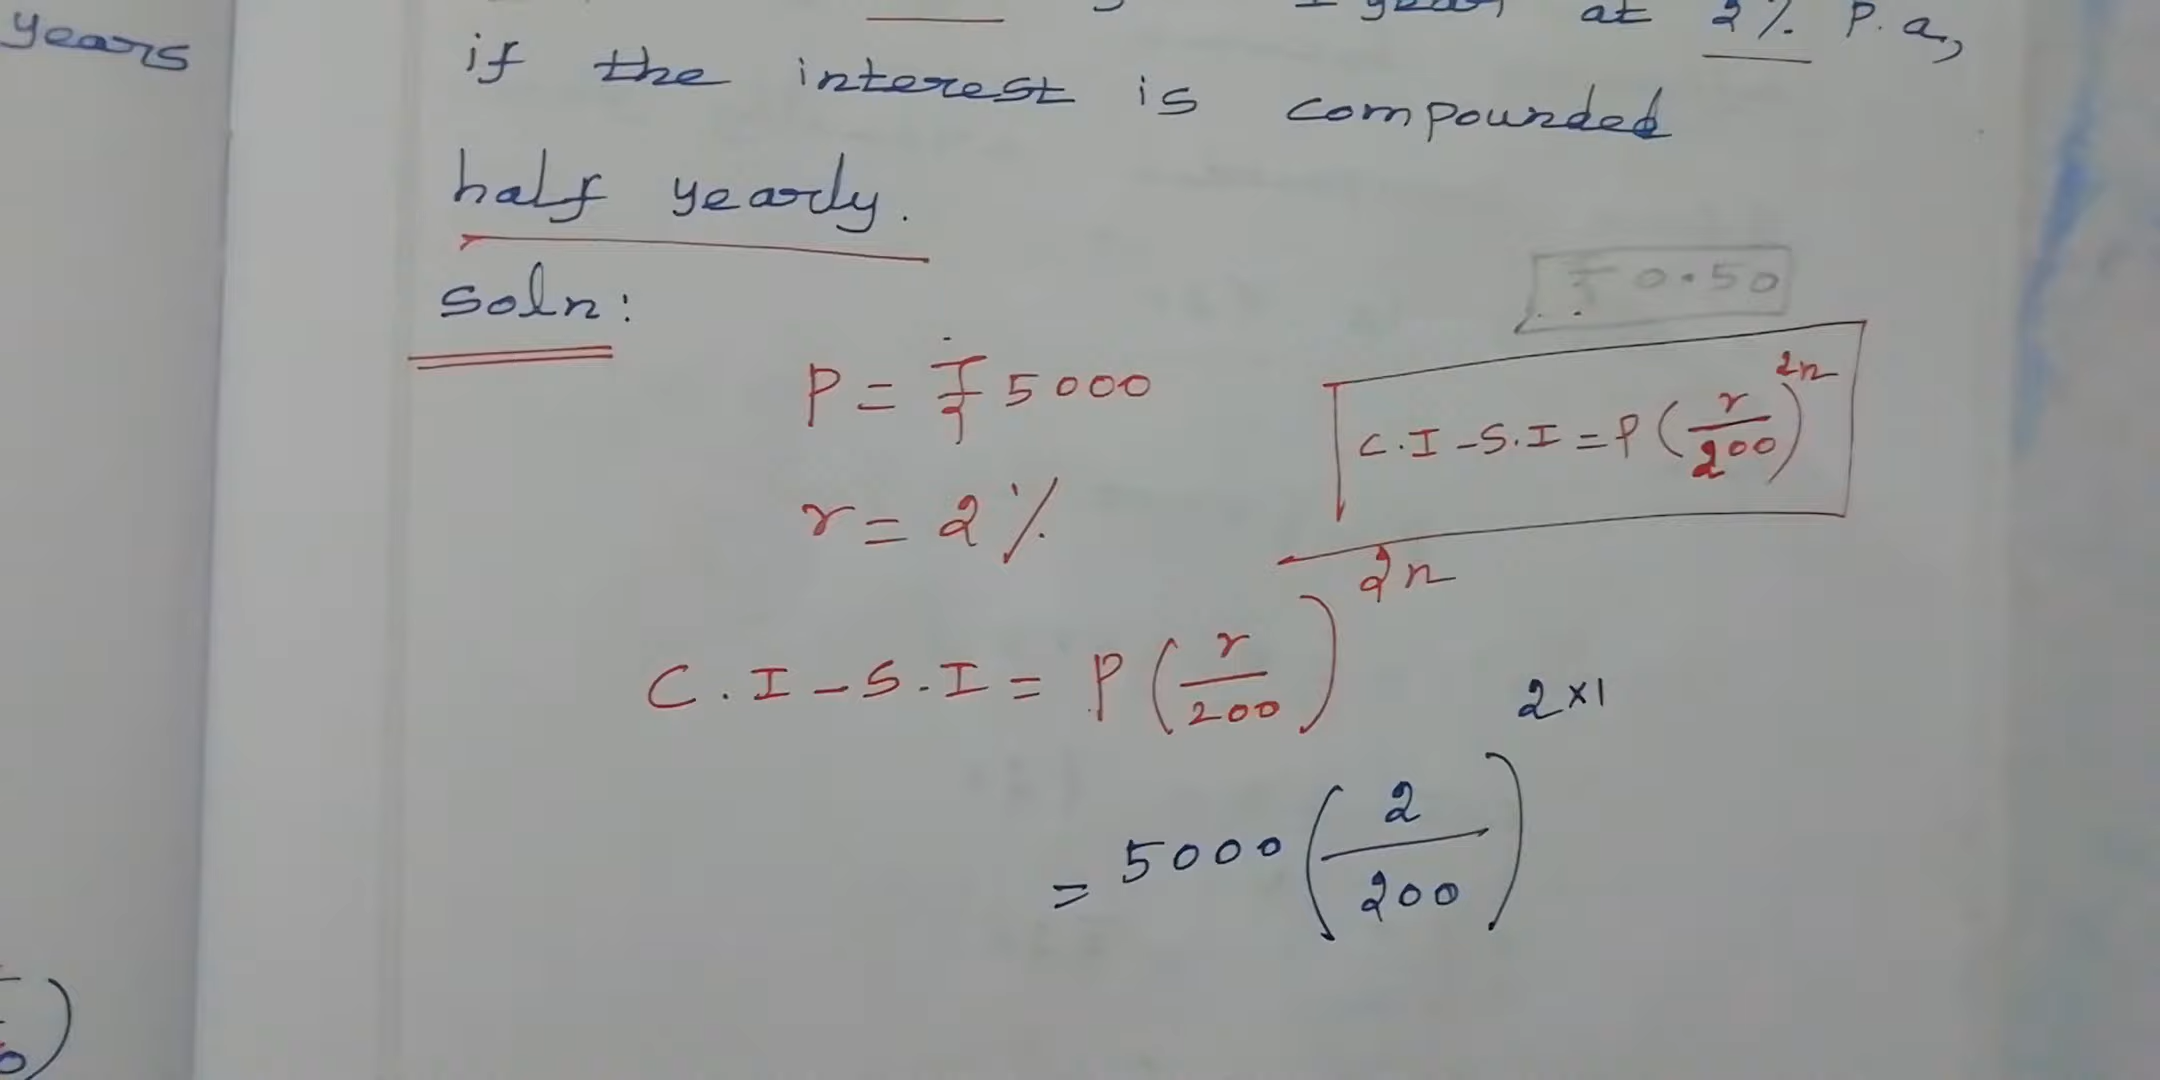 years
year at 2% P.a,
if the interest is compounded
half yearly.
soln:
₹ 0.50
P = ₹ 5000
C.I - S.I = P (r/200)^2n
r = 2%
C.I - S.I = P (r/200)^2n
= 5000 (2/200)^2×1